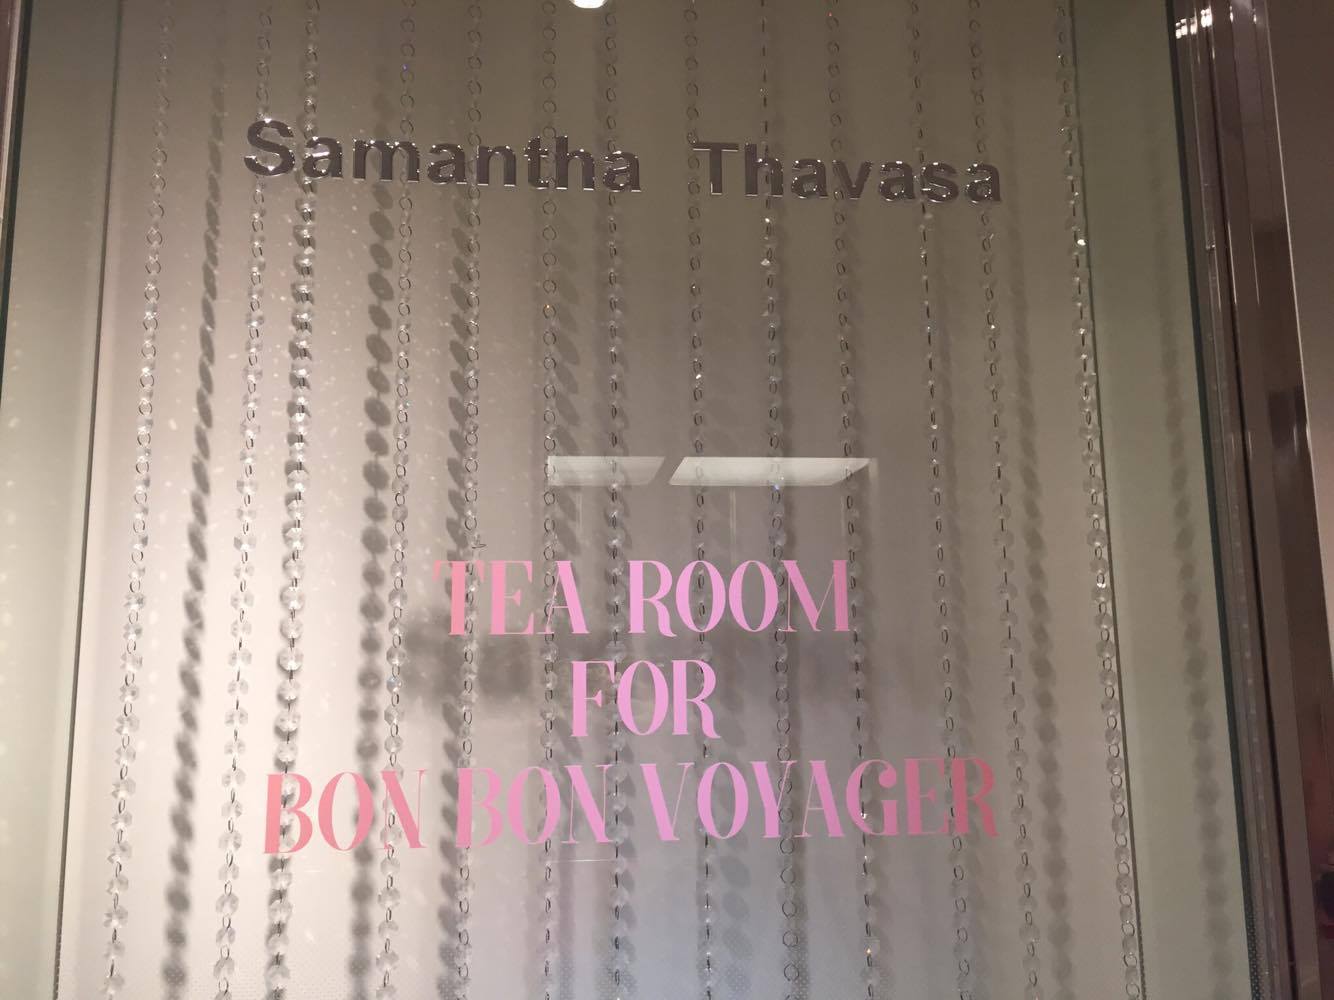 Samantha Thavasa
TEA ROOM
FOR
BON BON VOYAGER